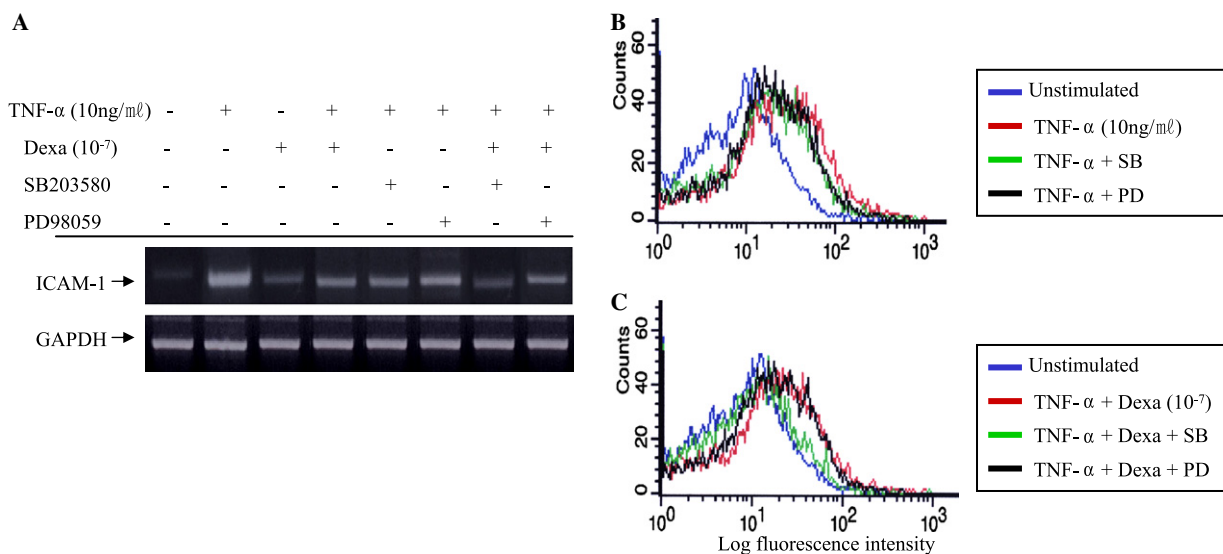 A
TNF-α (10ng/㎖) - + - + + + + +
Dexa (10⁻⁷) - - + + - - + +
SB203580 - - - - + - + -
PD98059 - - - - - + - +
ICAM-1
GAPDH
B
Counts
60
40
20
0
10⁰ 10¹ 10² 10³
Unstimulated
TNF-α (10ng/㎖)
TNF-α + SB
TNF-α + PD
C
Counts
60
40
20
0
10⁰ 10¹ 10² 10³
Log fluorescence intensity
Unstimulated
TNF-α + Dexa (10⁻⁷)
TNF-α + Dexa + SB
TNF-α + Dexa + PD